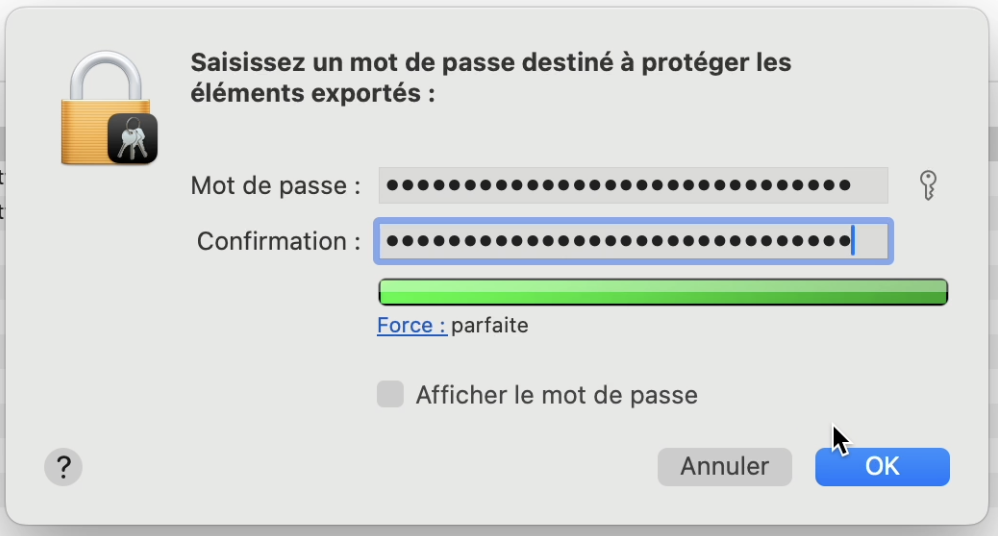 Saisissez un mot de passe destiné à protéger les
éléments exportés :
Mot de passe : ••••••••••••••••••••••••••••••
Confirmation : ••••••••••••••••••••••••••••••
Force : parfaite
Afficher le mot de passe
? Annuler OK